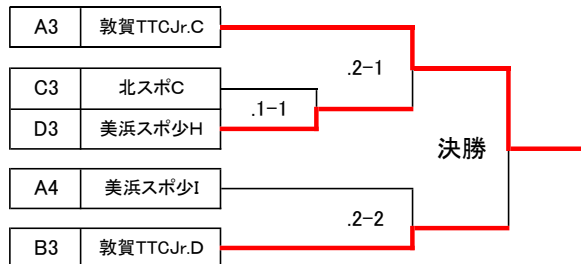 A3 敦賀TTCJr.C
.2-1
C3 北スポC
.1-1
D3 美浜スポ少H
決勝
A4 美浜スポ少I
.2-2
B3 敦賀TTCJr.D